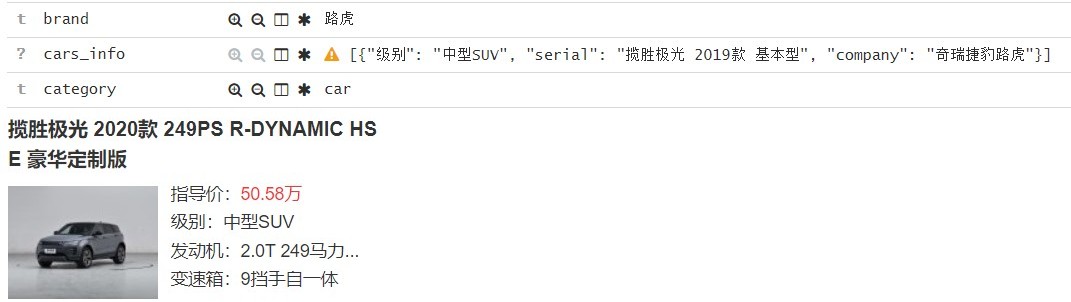 t brand 路虎
? cars_info [{"级别": "中型SUV", "serial": "揽胜极光 2019款 基本型", "company": "奇瑞捷豹路虎"}]
t category car
揽胜极光 2020款 249PS R-DYNAMIC HS
E 豪华定制版
指导价：50.58万
级别：中型SUV
发动机：2.0T 249马力...
变速箱：9挡手自一体